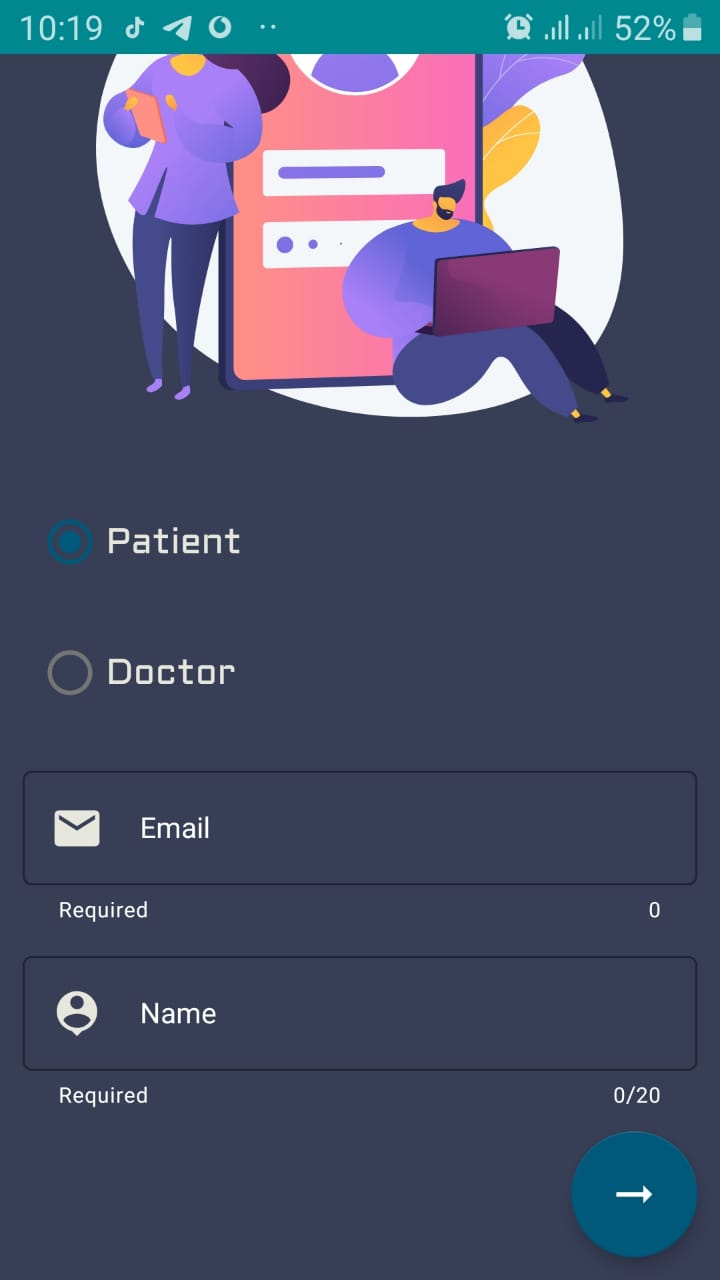 10:19
52%
Patient
Doctor
Email
Required 0
Name
Required 0/20